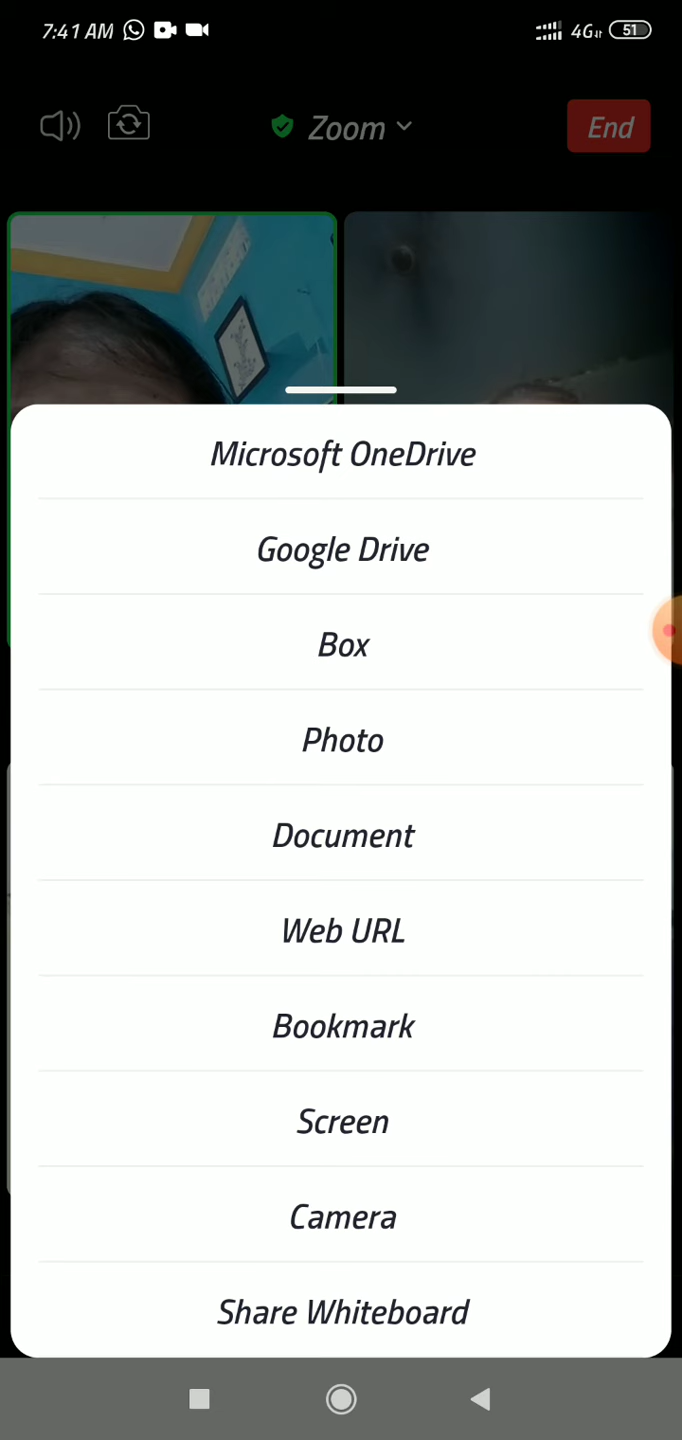 7:41 AM 4G 51
Zoom End
Microsoft OneDrive
Google Drive
Box
Photo
Document
Web URL
Bookmark
Screen
Camera
Share Whiteboard